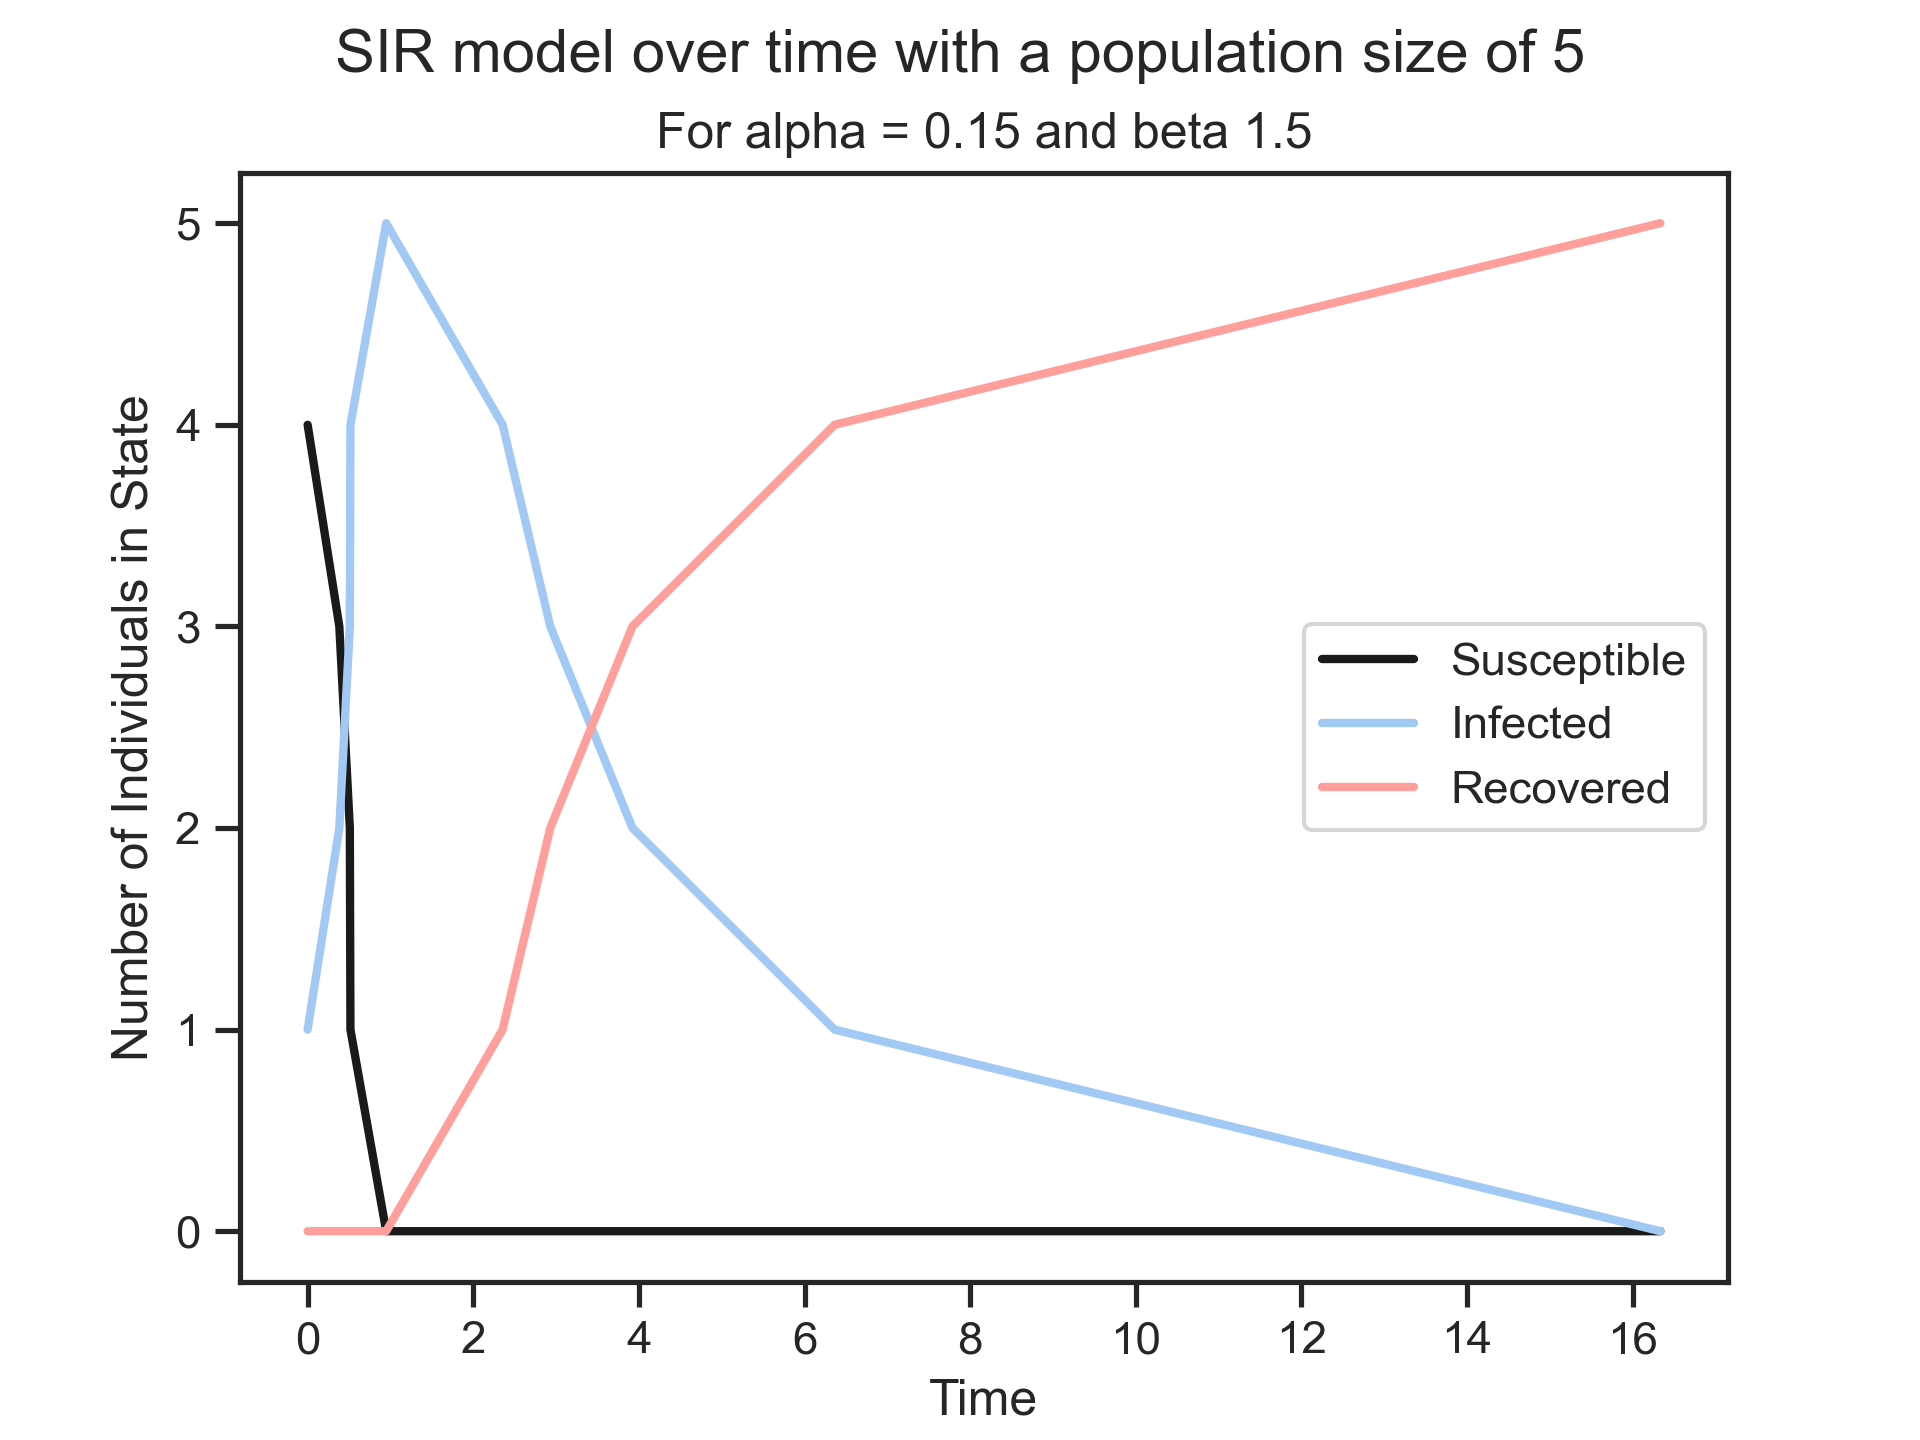 SIR model over time with a population size of 5
For alpha = 0.15 and beta 1.5
Number of Individuals in State
5
4
3
2
1
0
Susceptible
Infected
Recovered
0 2 4 6 8 10 12 14 16
Time